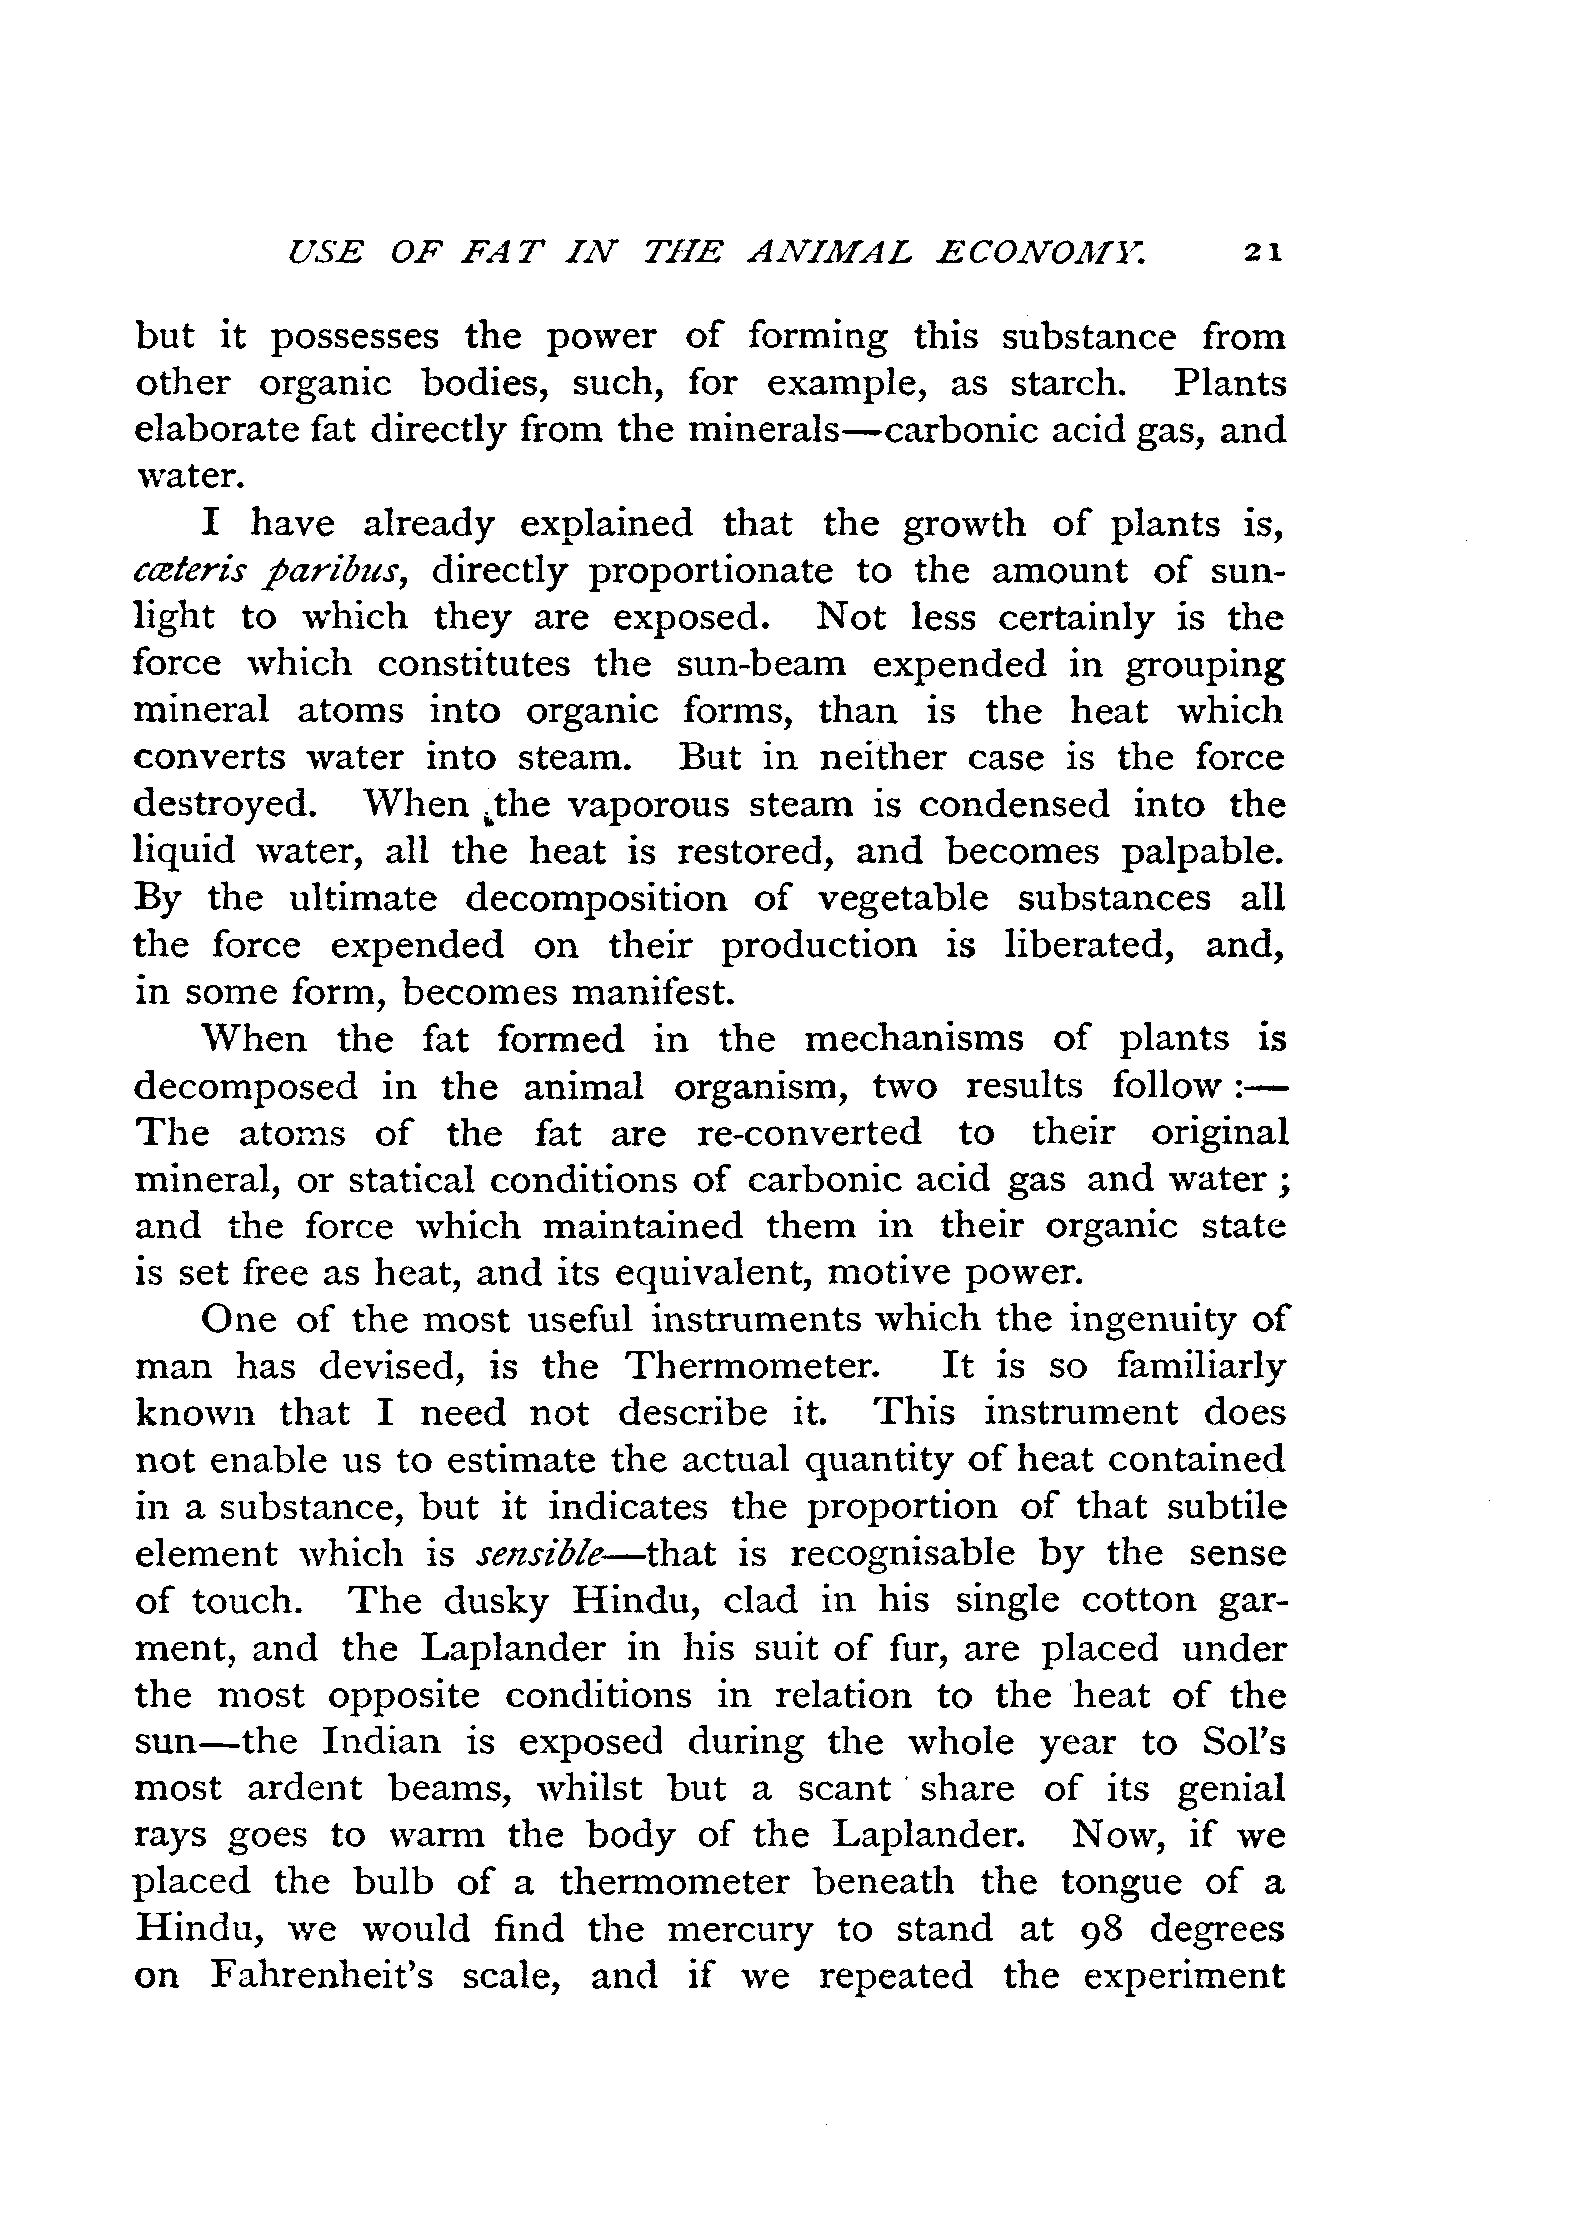 USE OF FAT IN THE ANIMAL ECONOMY. 21
but it possesses the power of forming this substance from
other organic bodies, such, for example, as starch. Plants
elaborate fat directly from the minerals—carbonic acid gas, and
water.
I have already explained that the growth of plants is,
cæteris paribus, directly proportionate to the amount of sun-
light to which they are exposed. Not less certainly is the
force which constitutes the sun-beam expended in grouping
mineral atoms into organic forms, than is the heat which
converts water into steam. But in neither case is the force
destroyed. When the vaporous steam is condensed into the
liquid water, all the heat is restored, and becomes palpable.
By the ultimate decomposition of vegetable substances all
the force expended on their production is liberated, and,
in some form, becomes manifest.
When the fat formed in the mechanisms of plants is
decomposed in the animal organism, two results follow :—
The atoms of the fat are re-converted to their original
mineral, or statical conditions of carbonic acid gas and water ;
and the force which maintained them in their organic state
is set free as heat, and its equivalent, motive power.
One of the most useful instruments which the ingenuity of
man has devised, is the Thermometer. It is so familiarly
known that I need not describe it. This instrument does
not enable us to estimate the actual quantity of heat contained
in a substance, but it indicates the proportion of that subtile
element which is sensible—that is recognisable by the sense
of touch. The dusky Hindu, clad in his single cotton gar-
ment, and the Laplander in his suit of fur, are placed under
the most opposite conditions in relation to the heat of the
sun—the Indian is exposed during the whole year to Sol's
most ardent beams, whilst but a scant share of its genial
rays goes to warm the body of the Laplander. Now, if we
placed the bulb of a thermometer beneath the tongue of a
Hindu, we would find the mercury to stand at 98 degrees
on Fahrenheit's scale, and if we repeated the experiment